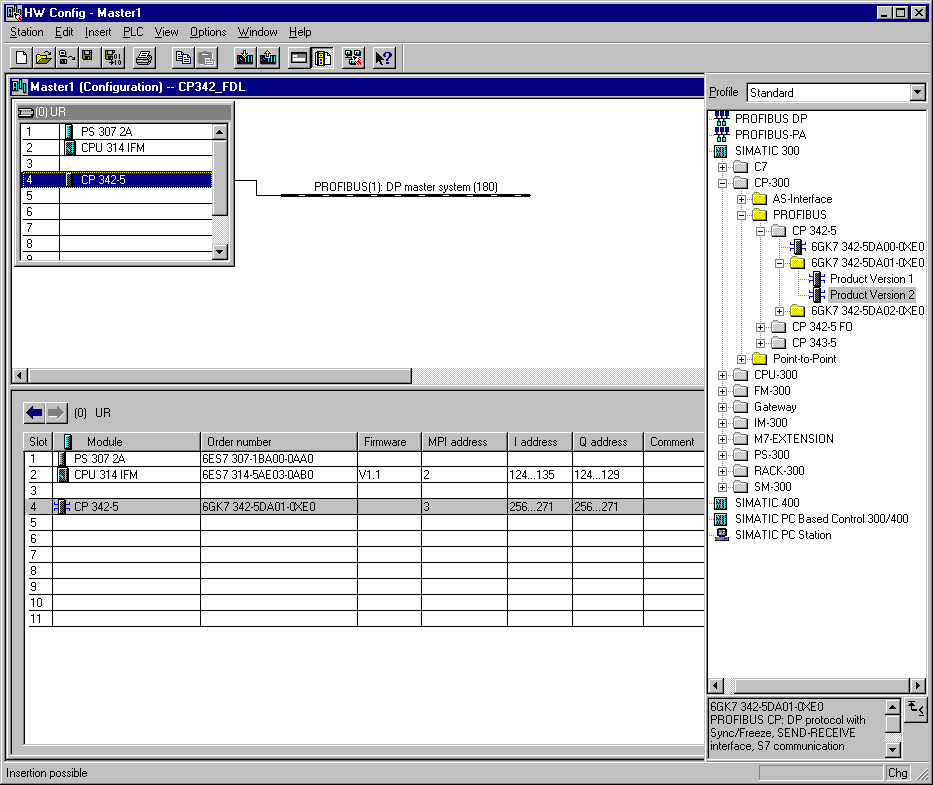 HW Config - Master1
Station Edit Insert PLC View Options Window Help
Master1 (Configuration) -- CP342_FDL
(0) UR
1 PS 307 2A
2 CPU 314 IFM
3
4 CP 342-5
5
6
7
8
9
PROFIBUS(1): DP master system (180)
(0) UR
Slot Module Order number Firmware MPI address I address Q address Comment
1 PS 307 2A 6ES7 307-1BA00-0AA0
2 CPU 314 IFM 6ES7 314-5AE03-0AB0 V1.1 2 124...135 124...129
3
4 CP 342-5 6GK7 342-5DA01-0XE0 3 256...271 256...271
5
6
7
8
9
10
11
Profile Standard
PROFIBUS DP
PROFIBUS-PA
SIMATIC 300
C7
CP-300
AS-Interface
PROFIBUS
CP 342-5
6GK7 342-5DA00-0XE0
6GK7 342-5DA01-0XE0
Product Version 1
Product Version 2
6GK7 342-5DA02-0XE0
CP 342-5 FO
CP 343-5
Point-to-Point
CPU-300
FM-300
Gateway
IM-300
M7-EXTENSION
PS-300
RACK-300
SM-300
SIMATIC 400
SIMATIC PC Based Control 300/400
SIMATIC PC Station
6GK7 342-5DA01-0XE0
PROFIBUS CP: DP protocol with
Sync/Freeze, SEND-RECEIVE
interface, S7 communication
Insertion possible
Chg